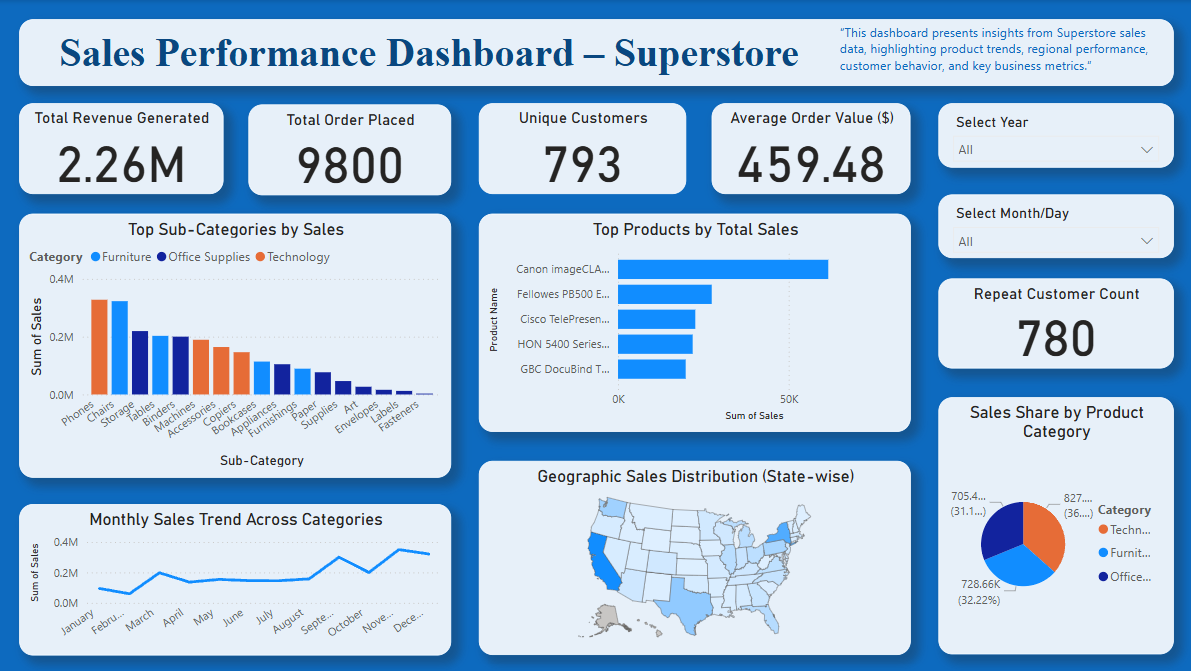 Sales Performance Dashboard – Superstore
“This dashboard presents insights from Superstore sales
data, highlighting product trends, regional performance,
customer behavior, and key business metrics.”
Total Revenue Generated
2.26M
Total Order Placed
9800
Unique Customers
793
Average Order Value ($)
459.48
Select Year
All
Select Month/Day
All
Repeat Customer Count
780
Top Sub-Categories by Sales
Category Furniture Office Supplies Technology
Sum of Sales
0.4M
0.2M
0.0M
Phones
Chairs
Storage
Tables
Binders
Machines
Accessories
Copiers
Bookcases
Appliances
Furnishings
Paper
Supplies
Art
Envelopes
Labels
Fasteners
Sub-Category
Top Products by Total Sales
Product Name
Canon imageCLA...
Fellowes PB500 E...
Cisco TelePresen...
HON 5400 Series...
GBC DocuBind T...
0K
50K
Sum of Sales
Monthly Sales Trend Across Categories
Sum of Sales
0.4M
0.2M
0.0M
January
Febru...
March
April
May
June
July
August
Septe...
October
Nove...
Dece...
Geographic Sales Distribution (State-wise)
Sales Share by Product
Category
705.4...
(31.1...)
827....
(36....)
728.66K
(32.22%)
Category
Techn...
Furnit...
Office...